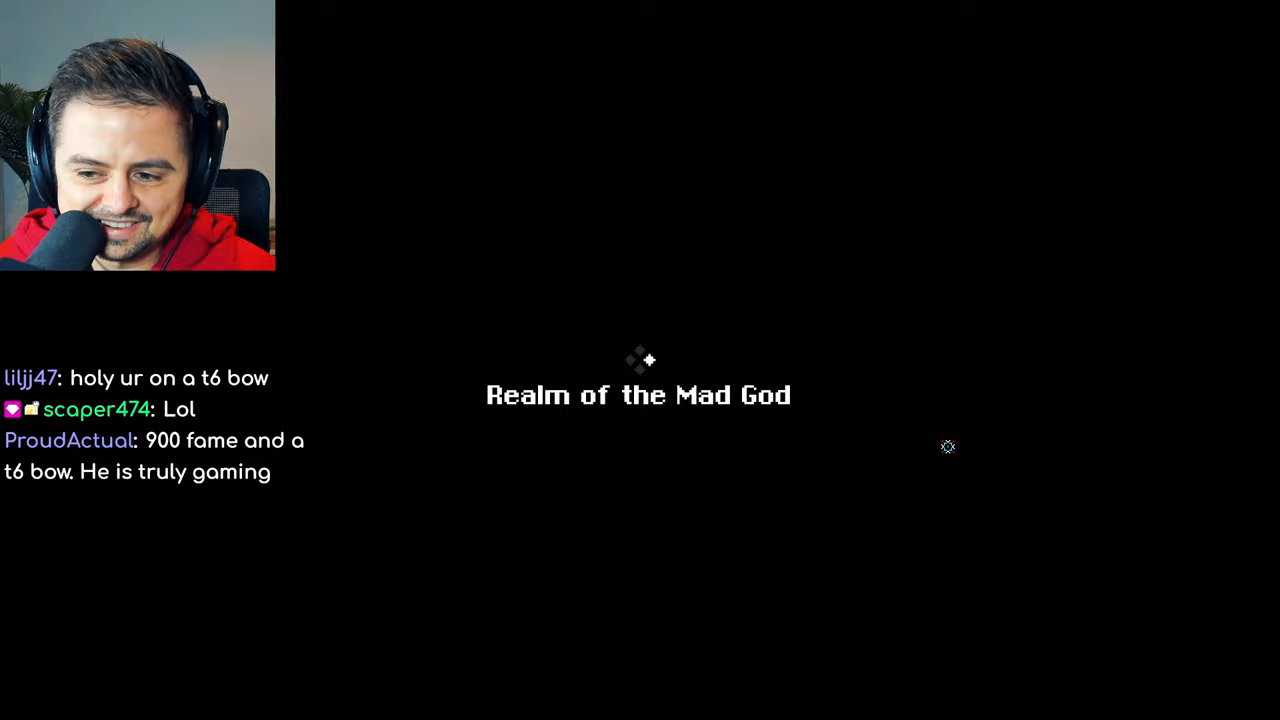 liljj47: holy ur on a t6 bow
scaper474: Lol
ProudActual: 900 fame and a
t6 bow. He is truly gaming
Realm of the Mad God